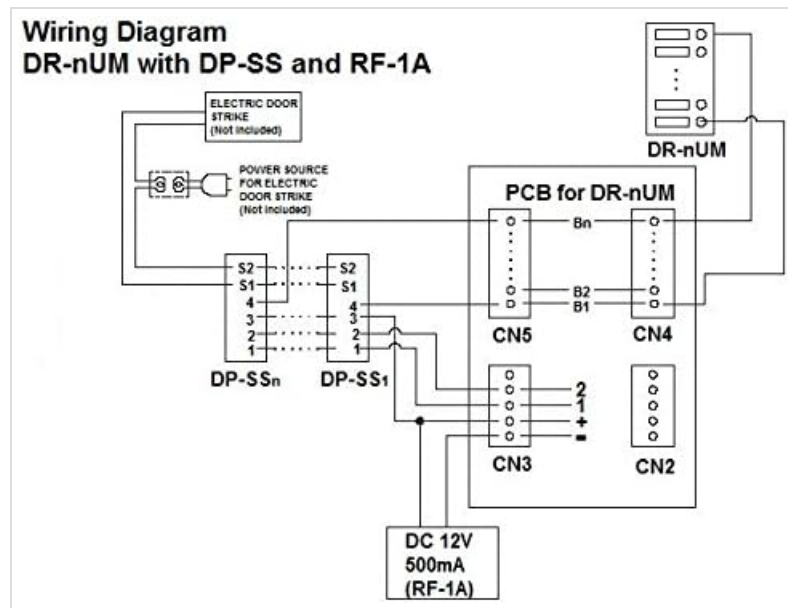 Wiring Diagram
DR-nUM with DP-SS and RF-1A
ELECTRIC DOOR
STRIKE
(Not included)
DR-nUM
POWER SOURCE
FOR ELECTRIC
DOOR STRIKE
(Not included)
PCB for DR-nUM
Bn
S2
S1
4
3
2
1
S2
S1
4
3
2
1
B2
B1
CN5
CN4
DP-SSn
DP-SS1
2
1
+
-
CN3
CN2
DC 12V
500mA
(RF-1A)